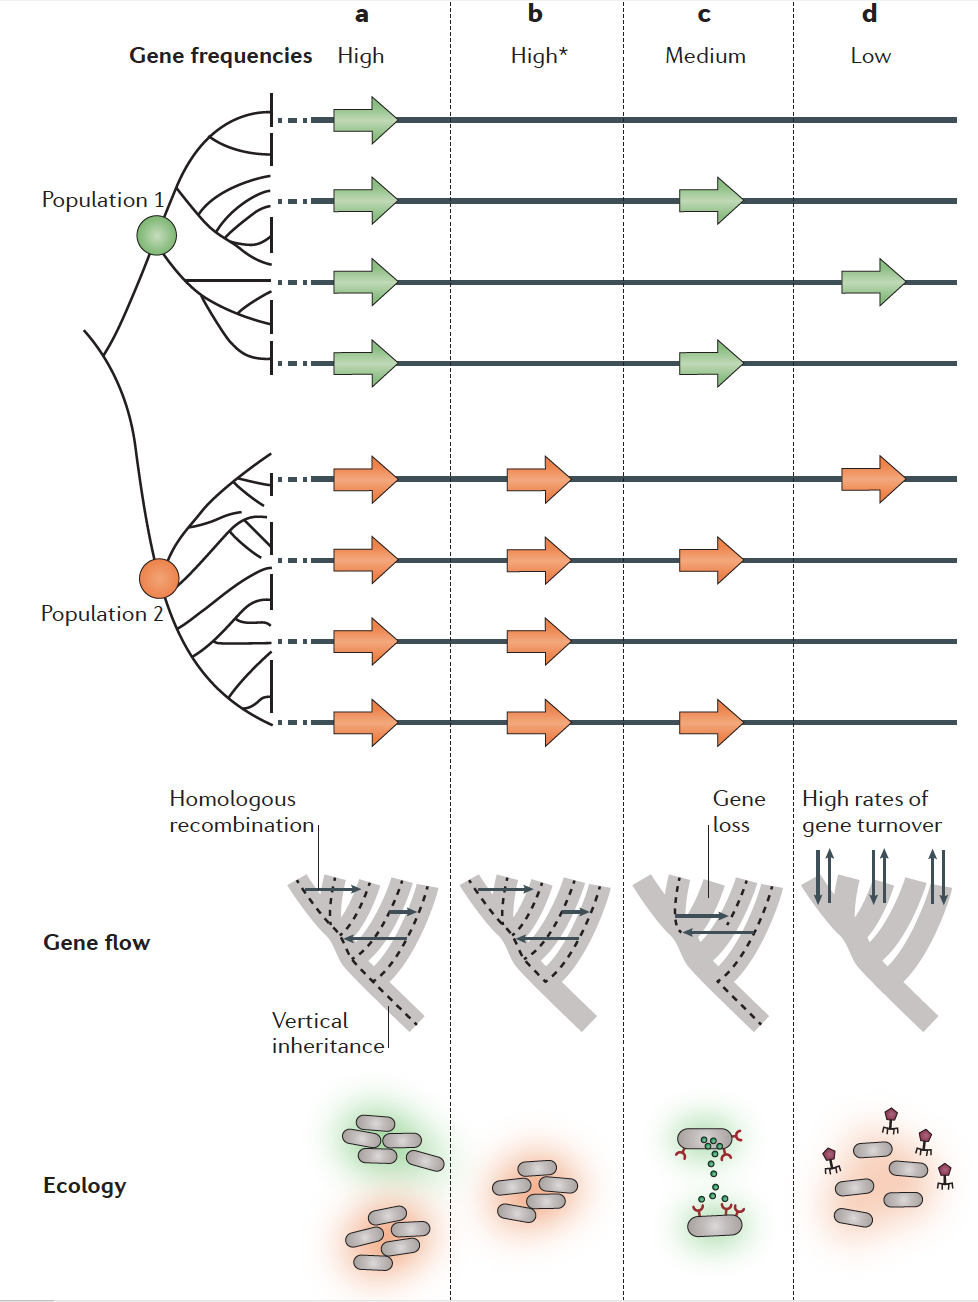 a b c d
Gene frequencies High High* Medium Low
Population 1
Population 2
Homologous
recombination
Gene
loss
High rates of
gene turnover
Gene flow
Vertical
inheritance
Ecology